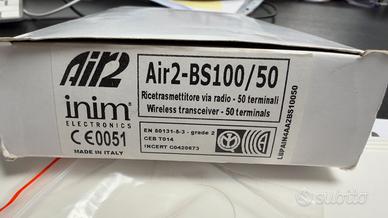 Air2
Air2-BS100/50
Ricetrasmettitore via radio - 50 terminali
Wireless transceiver - 50 terminals
inim
ELECTRONICS
CE0051
MADE IN ITALY
EN 50131-5-3 - grade 2
CEB T014
INCERT C0420673
LBPAIN4AA2BS10050
subito